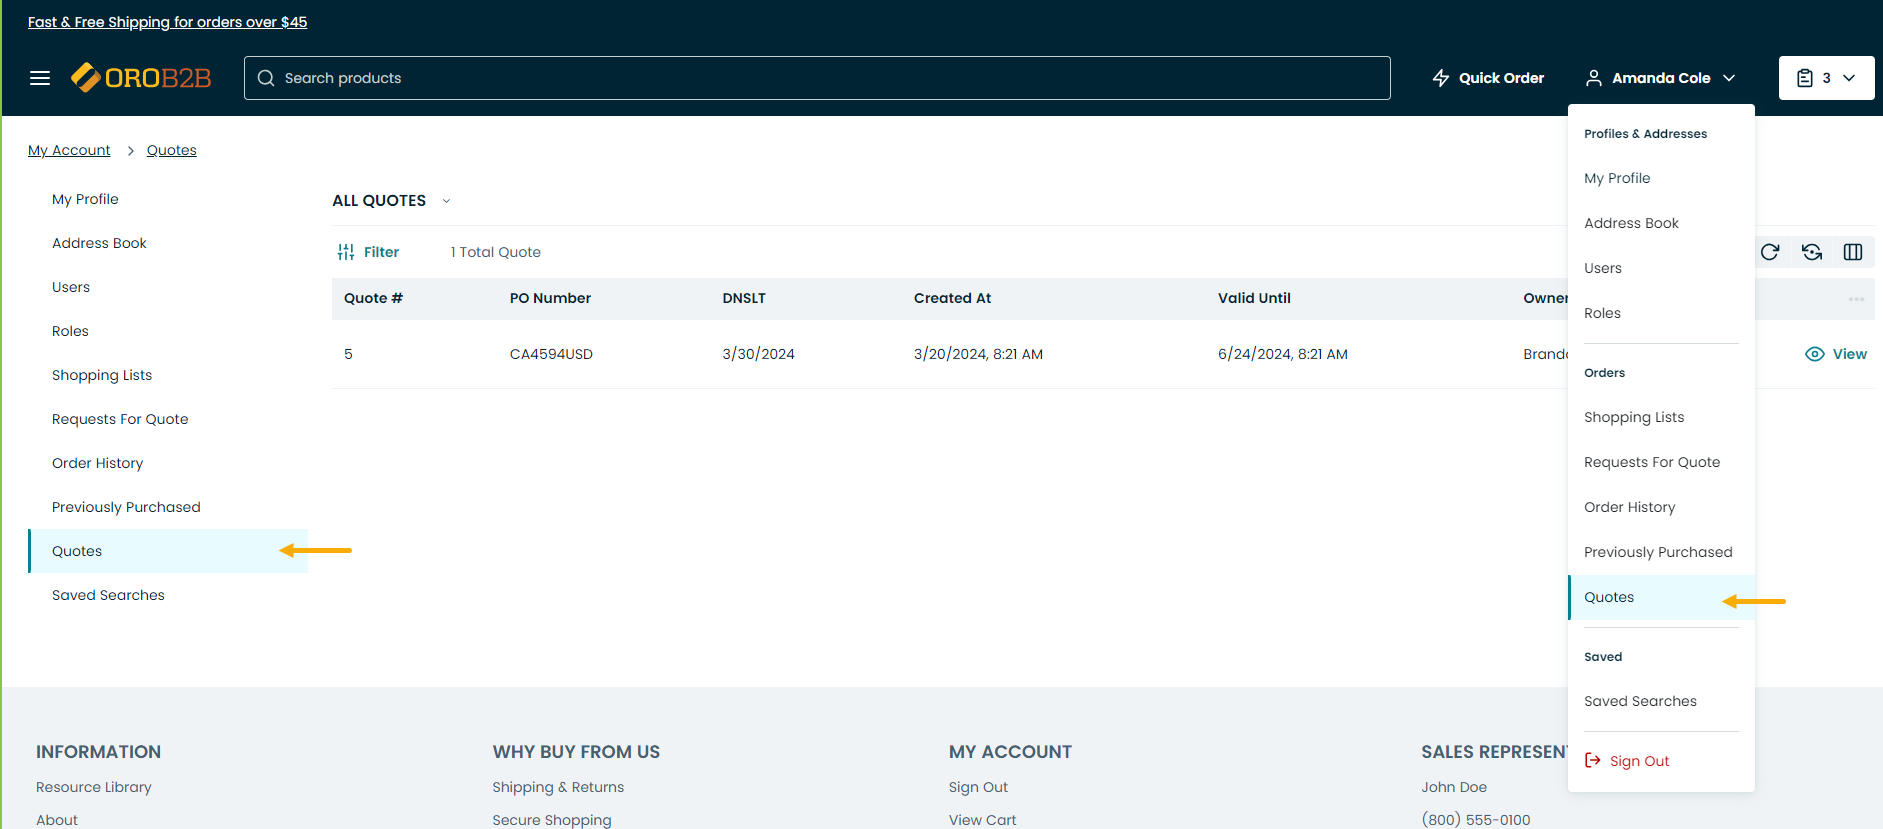 Fast & Free Shipping for orders over $45
OROB2B
Search products
Quick Order
Amanda Cole
3
My Account > Quotes
My Profile
Address Book
Users
Roles
Shopping Lists
Requests For Quote
Order History
Previously Purchased
Quotes
Saved Searches
ALL QUOTES
Filter
1 Total Quote
Quote # PO Number DNSLT Created At Valid Until Owner
5 CA4594USD 3/30/2024 3/20/2024, 8:21 AM 6/24/2024, 8:21 AM View
Profiles & Addresses
My Profile
Address Book
Users
Roles
Orders
Shopping Lists
Requests For Quote
Order History
Previously Purchased
Quotes
Saved
Saved Searches
Sign Out
INFORMATION
Resource Library
About
WHY BUY FROM US
Shipping & Returns
Secure Shopping
MY ACCOUNT
Sign Out
View Cart
SALES
John Doe
(800) 555-0100